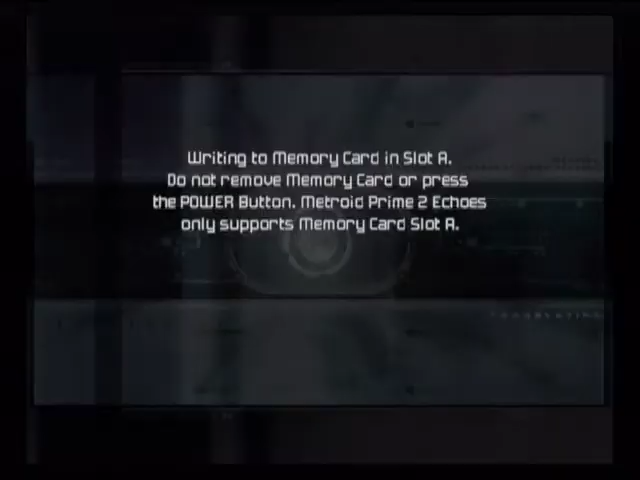 Writing to Memory Card in Slot A.
Do not remove Memory Card or press
the POWER Button. Metroid Prime 2 Echoes
only supports Memory Card Slot A.